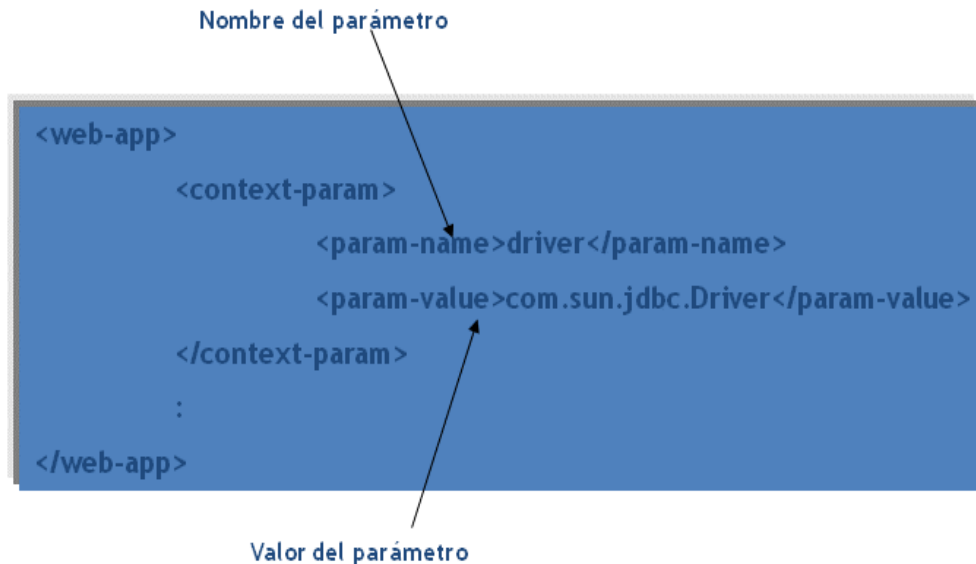 Nombre del parámetro
<web-app>
<context-param>
<param-name>driver</param-name>
<param-value>com.sun.jdbc.Driver</param-value>
</context-param>
:
</web-app>
Valor del parámetro